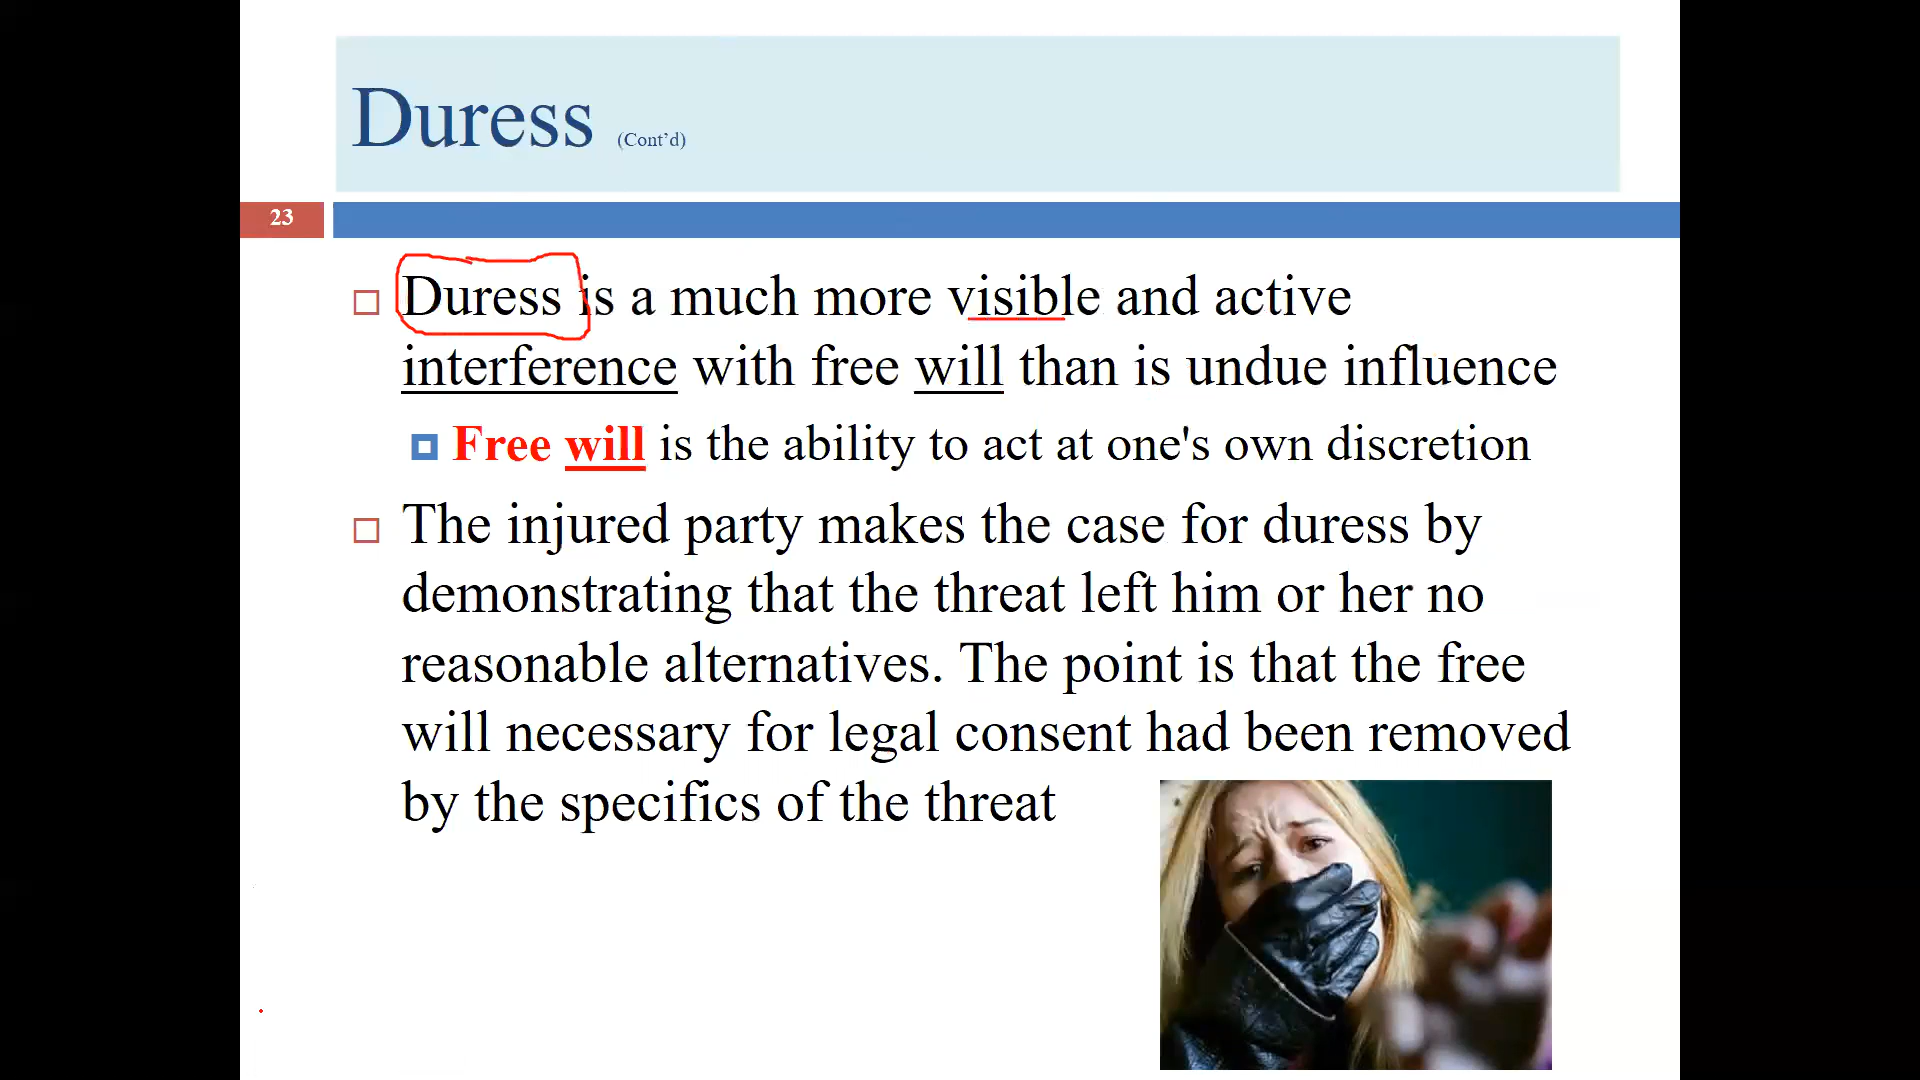 Duress (Cont’d)
23
Duress is a much more visible and active
interference with free will than is undue influence
Free will is the ability to act at one's own discretion
The injured party makes the case for duress by
demonstrating that the threat left him or her no
reasonable alternatives. The point is that the free
will necessary for legal consent had been removed
by the specifics of the threat